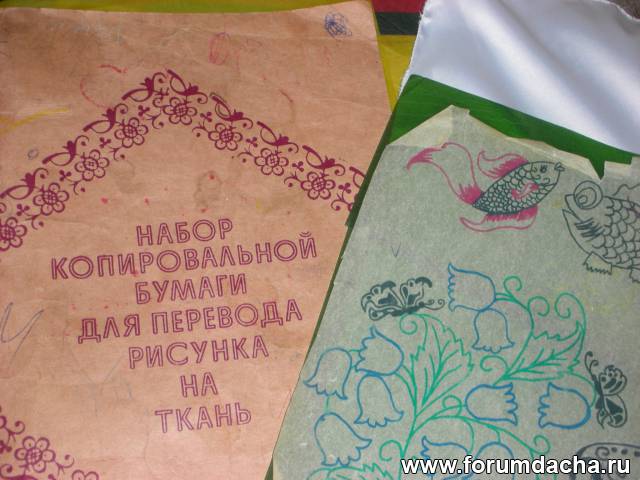 НАБОР
КОПИРОВАЛЬНОЙ
БУМАГИ
ДЛЯ ПЕРЕВОДА
РИСУНКА
НА
ТКАНЬ
www.forumdacha.ru